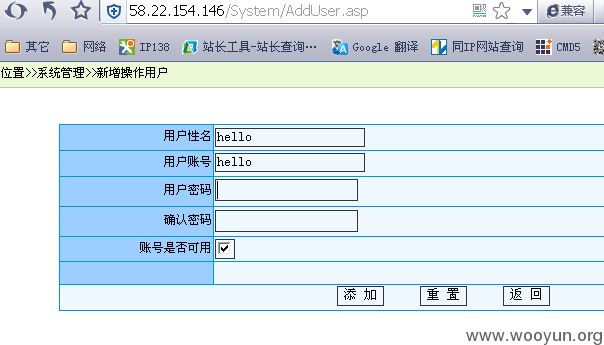 58.22.154.146/System/AddUser.asp
兼容
其它 网络 IP138 站长工具-站长查询… Google 翻译 同IP网站查询 CMD5
位置>>系统管理>>新增操作用户
用户性名 hello
用户账号 hello
用户密码
确认密码
账号是否可用
添 加 重 置 返 回
www.wooyun.org